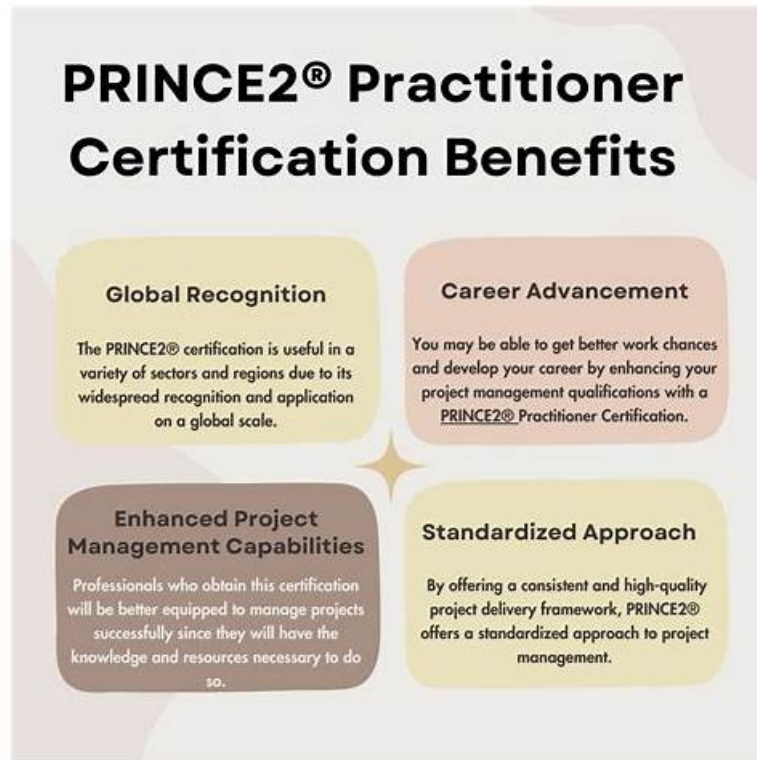 PRINCE2® Practitioner
Certification Benefits
Global Recognition
The PRINCE2® certification is useful in a
variety of sectors and regions due to its
widespread recognition and application
on a global scale.
Career Advancement
You may be able to get better work chances
and develop your career by enhancing your
project management qualifications with a
PRINCE2® Practitioner Certification.
Enhanced Project
Management Capabilities
Professionals who obtain this certification
will be better equipped to manage projects
successfully since they will have the
knowledge and resources necessary to do
so.
Standardized Approach
By offering a consistent and high-quality
project delivery framework, PRINCE2®
offers a standardized approach to project
management.